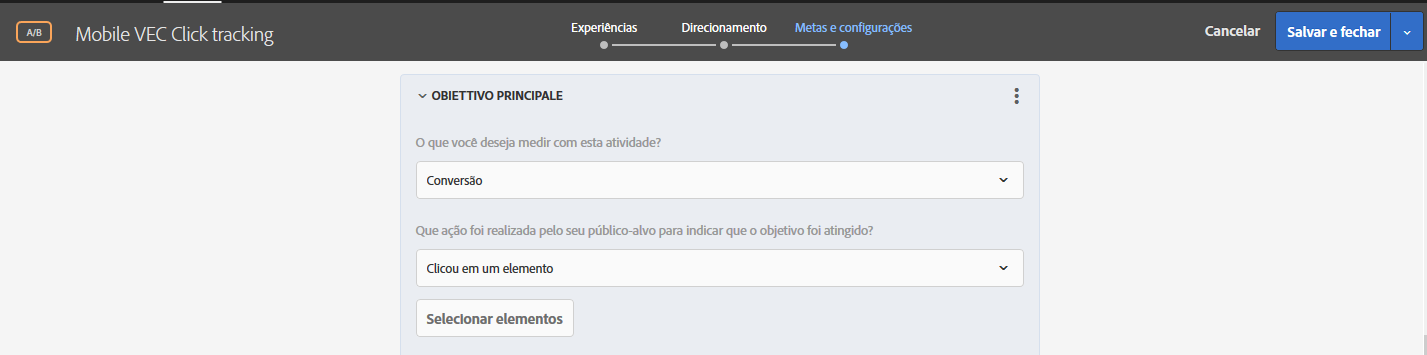 A/B
Mobile VEC Click tracking
Experiências
Direcionamento
Metas e configurações
Cancelar
Salvar e fechar
OBIETTIVO PRINCIPALE
O que você deseja medir com esta atividade?
Conversão
Que ação foi realizada pelo seu público-alvo para indicar que o objetivo foi atingido?
Clicou em um elemento
Selecionar elementos